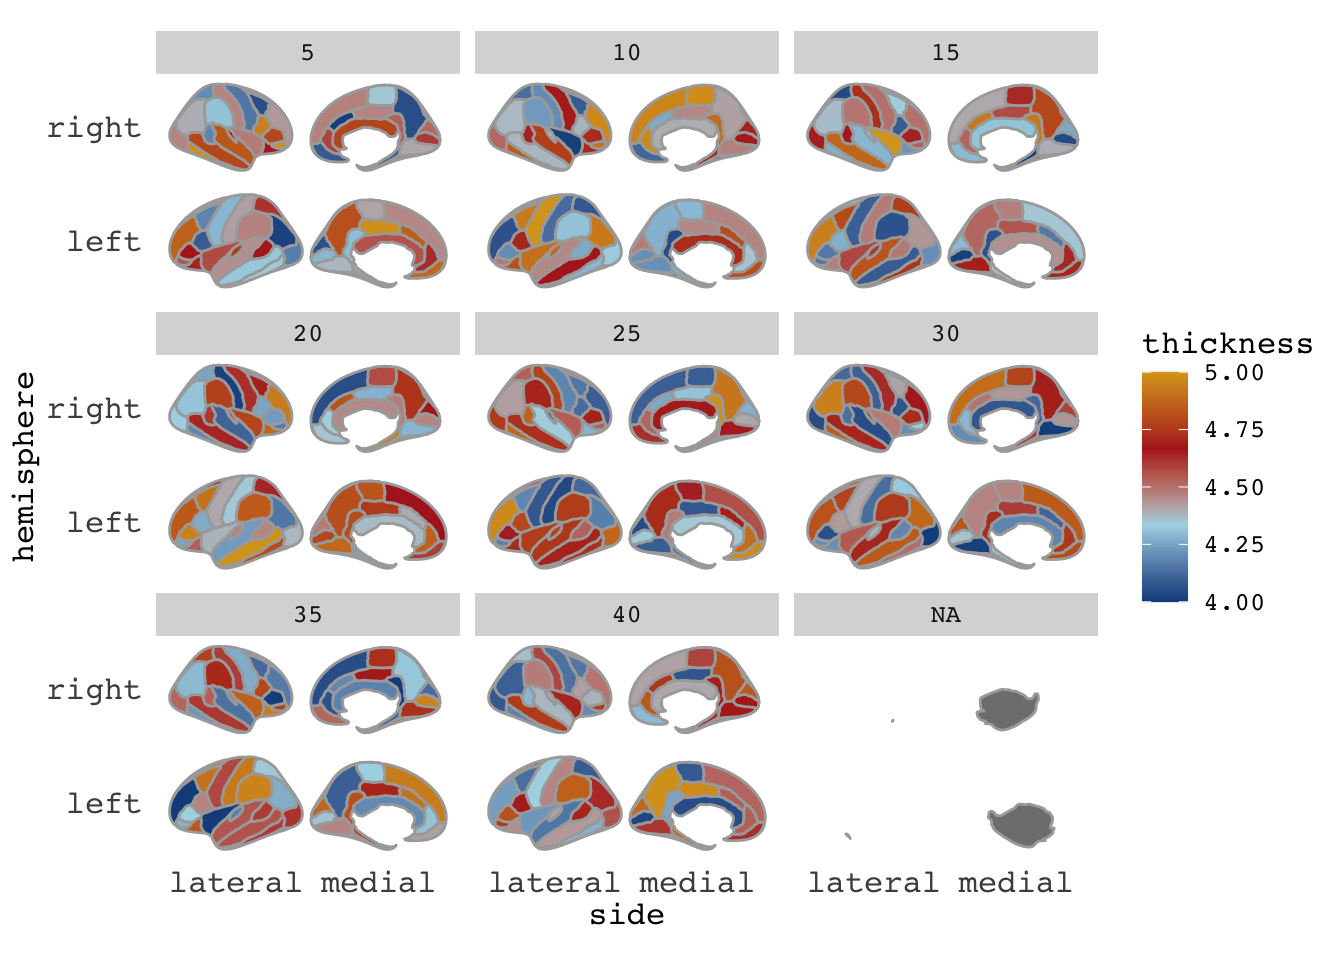 5 10 15
right
left
20 25 30
right
left
35 40 NA
right
left
lateral medial lateral medial lateral medial
side
hemisphere
thickness
5.00
4.75
4.50
4.25
4.00